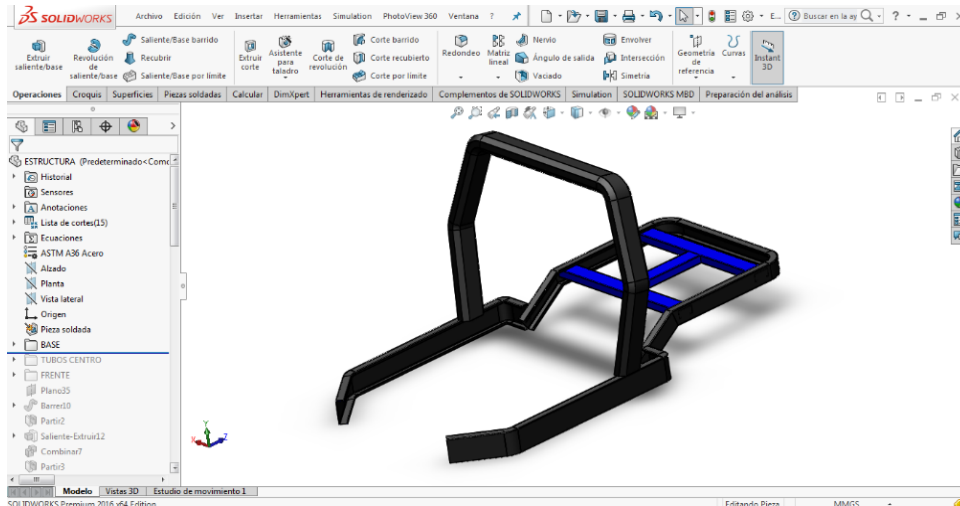 SOLIDWORKS
Archivo Edición Ver Insertar Herramientas Simulation PhotoView 360 Ventana ?
E...
Buscar en la ay
Extruir saliente/base
Revolución de saliente/base
Saliente/Base barrido
Recubrir
Saliente/Base por límite
Extruir corte
Asistente para taladro
Corte de revolución
Corte barrido
Corte recubierto
Corte por límite
Redondeo
Matriz lineal
Nervio
Ángulo de salida
Vaciado
Envolver
Intersección
Simetría
Geometría de referencia
Curvas
Instant 3D
Operaciones Croquis Superficies Piezas soldadas Calcular DimXpert Herramientas de renderizado Complementos de SOLIDWORKS Simulation SOLIDWORKS MBD Preparación del análisis
ESTRUCTURA (Predeterminado<Como
Historial
Sensores
Anotaciones
Lista de cortes(15)
Ecuaciones
ASTM A36 Acero
Alzado
Planta
Vista lateral
Origen
Pieza soldada
BASE
TUBOS CENTRO
FRENTE
Plano35
Barrer10
Partir2
Saliente-Extruir12
Combinar7
Partir3
Y
X
Z
Modelo Vistas 3D Estudio de movimiento 1
SOLIDWORKS Premium 2016 x64 Edition
Editando Pieza
MMGS